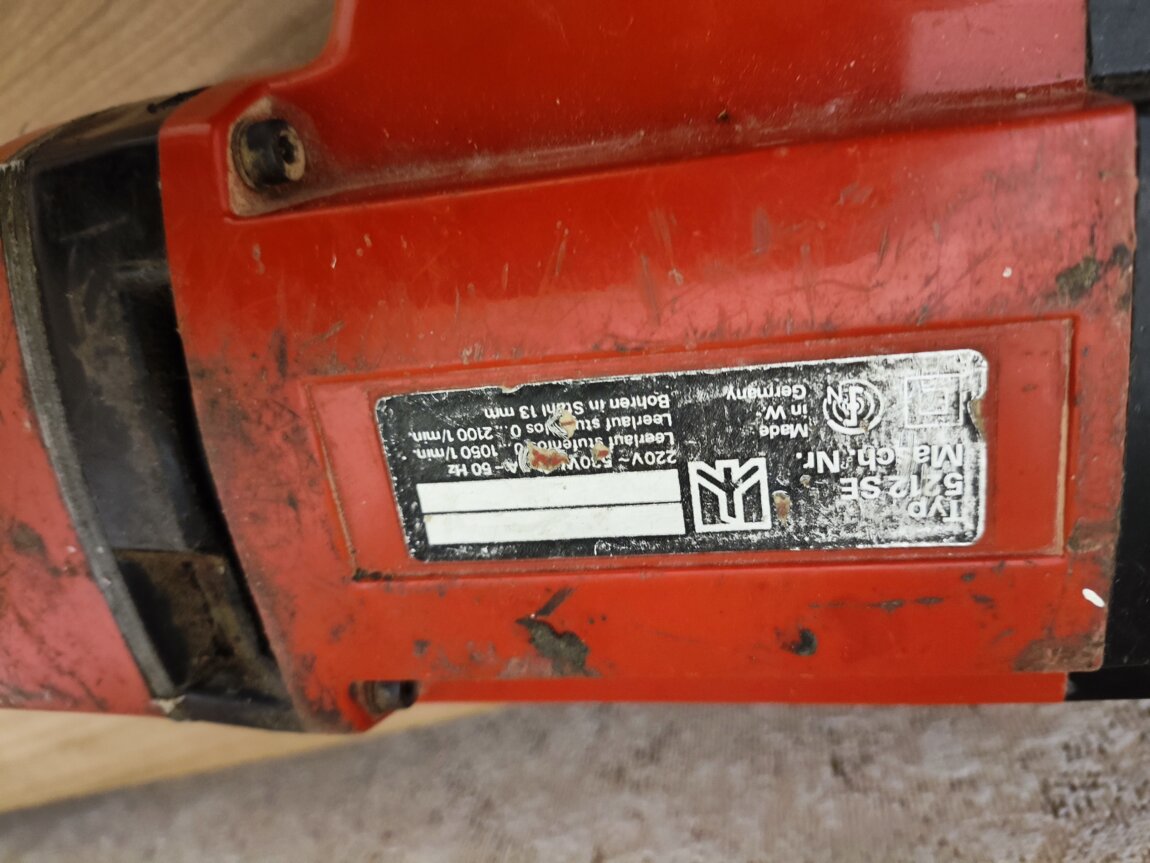 Typ
5212 SE
Masch. Nr.
Made
in W.
Germany
220V ~ A – 50 Hz
Leerlauf stufenlos 0 ... 1050 1/min.
Leerlauf stufenlos 0 ... 2100 1/min.
Bohren in Stahl 13 mm